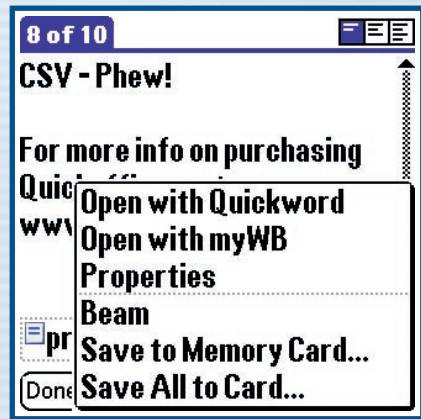 8 of 10
CSV - Phew!
For more info on purchasing
Open with Quickword
Open with myWB
Properties
Beam
Save to Memory Card...
Save All to Card...